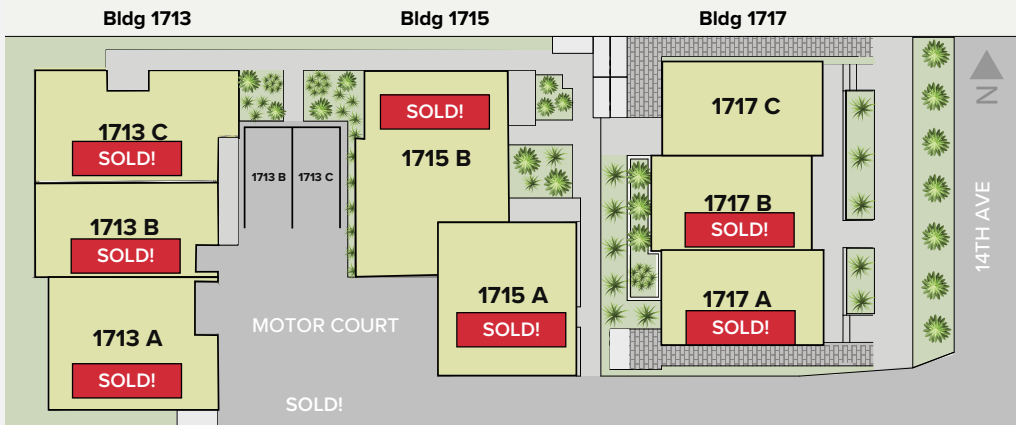 Bldg 1713
Bldg 1715
Bldg 1717
1713 C
SOLD!
1713 B
SOLD!
1713 A
SOLD!
1713 B
1713 C
SOLD!
1715 B
1715 A
SOLD!
MOTOR COURT
SOLD!
1717 C
1717 B
SOLD!
1717 A
SOLD!
N
14TH AVE